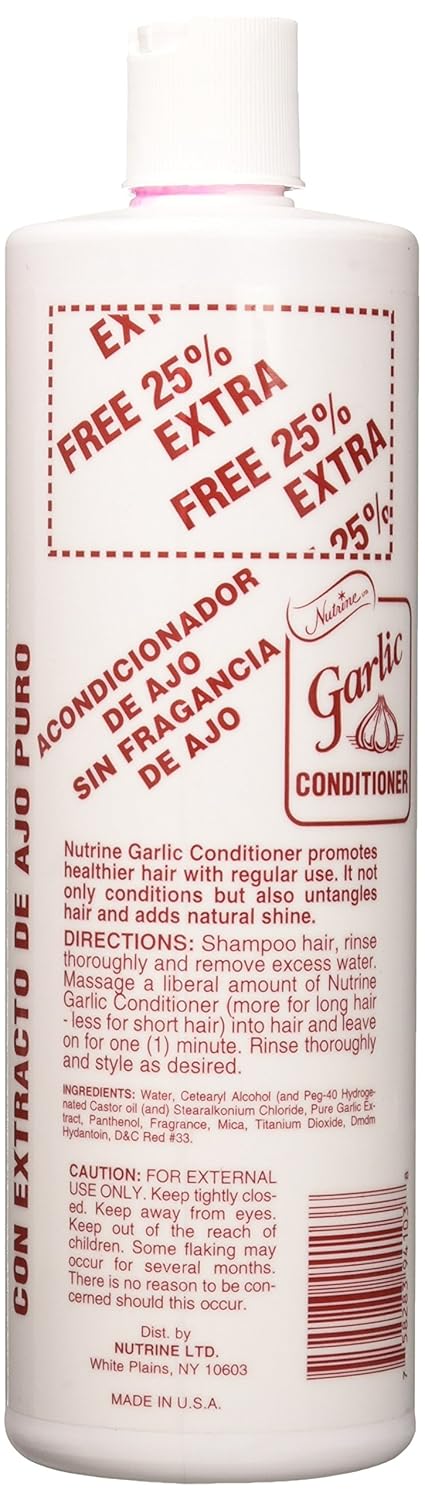 EXTRA
FREE 25%
EXTRA
FREE 25%
EXTRA
25%
ACONDICIONADOR
DE AJO
SIN FRAGANCIA
DE AJO
Nutrine LTD
Garlic
CONDITIONER
CON EXTRACTO DE AJO PURO
Nutrine Garlic Conditioner promotes
healthier hair with regular use. It not
only conditions but also untangles
hair and adds natural shine.
DIRECTIONS: Shampoo hair, rinse
thoroughly and remove excess water.
Massage a liberal amount of Nutrine
Garlic Conditioner (more for long hair
- less for short hair) into hair and leave
on for one (1) minute. Rinse thoroughly
and style as desired.
INGREDIENTS: Water, Cetearyl Alcohol (and Peg-40 Hydroge-
nated Castor oil (and) Stearalkonium Chloride, Pure Garlic Ex-
tract, Panthenol, Fragrance, Mica, Titanium Dioxide, Dmdm
Hydantoin, D&C Red #33.
CAUTION: FOR EXTERNAL
USE ONLY. Keep tightly clos-
ed. Keep away from eyes.
Keep out of the reach of
children. Some flaking may
occur for several months.
There is no reason to be con-
cerned should this occur.
Dist. by
NUTRINE LTD.
White Plains, NY 10603
MADE IN U.S.A.
7 58283 94103 8